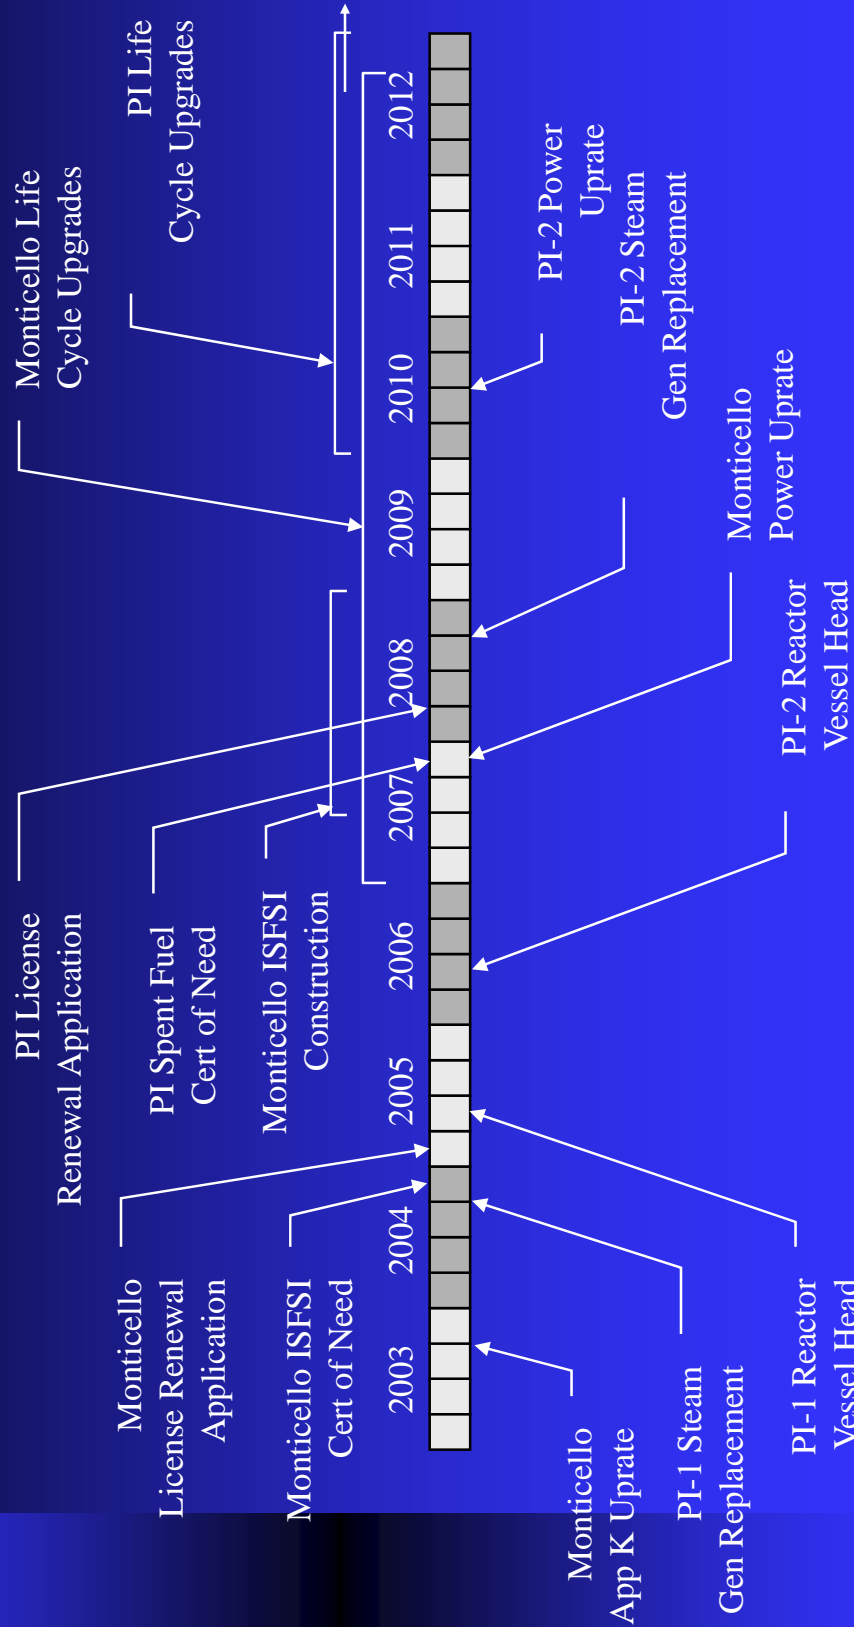 Monticello
License Renewal
Application
Monticello ISFSI
Cert of Need
PI License
Renewal Application
PI Spent Fuel
Cert of Need
Monticello ISFSI
Construction
Monticello Life
Cycle Upgrades
PI Life
Cycle Upgrades
2003
2004
2005
2006
2007
2008
2009
2010
2011
2012
Monticello
App K Uprate
PI-1 Steam
Gen Replacement
PI-1 Reactor
Vessel Head
PI-2 Reactor
Vessel Head
Monticello
Power Uprate
PI-2 Steam
Gen Replacement
PI-2 Power
Uprate